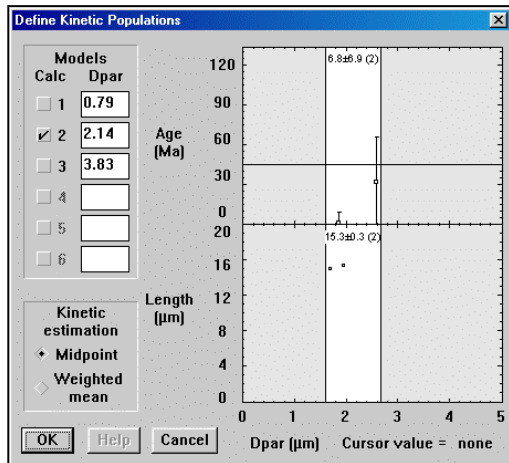 Define Kinetic Populations
Models
Calc Dpar
1 0.79
2 2.14
3 3.83
4
5
6
Kinetic
estimation
Midpoint
Weighted
mean
OK Help Cancel
Age
(Ma)
120
90
60
30
0
6.8±6.9 (2)
Length
(µm)
20
16
12
8
4
0
15.3±0.3 (2)
0 1 2 3 4 5
Dpar (µm) Cursor value = none